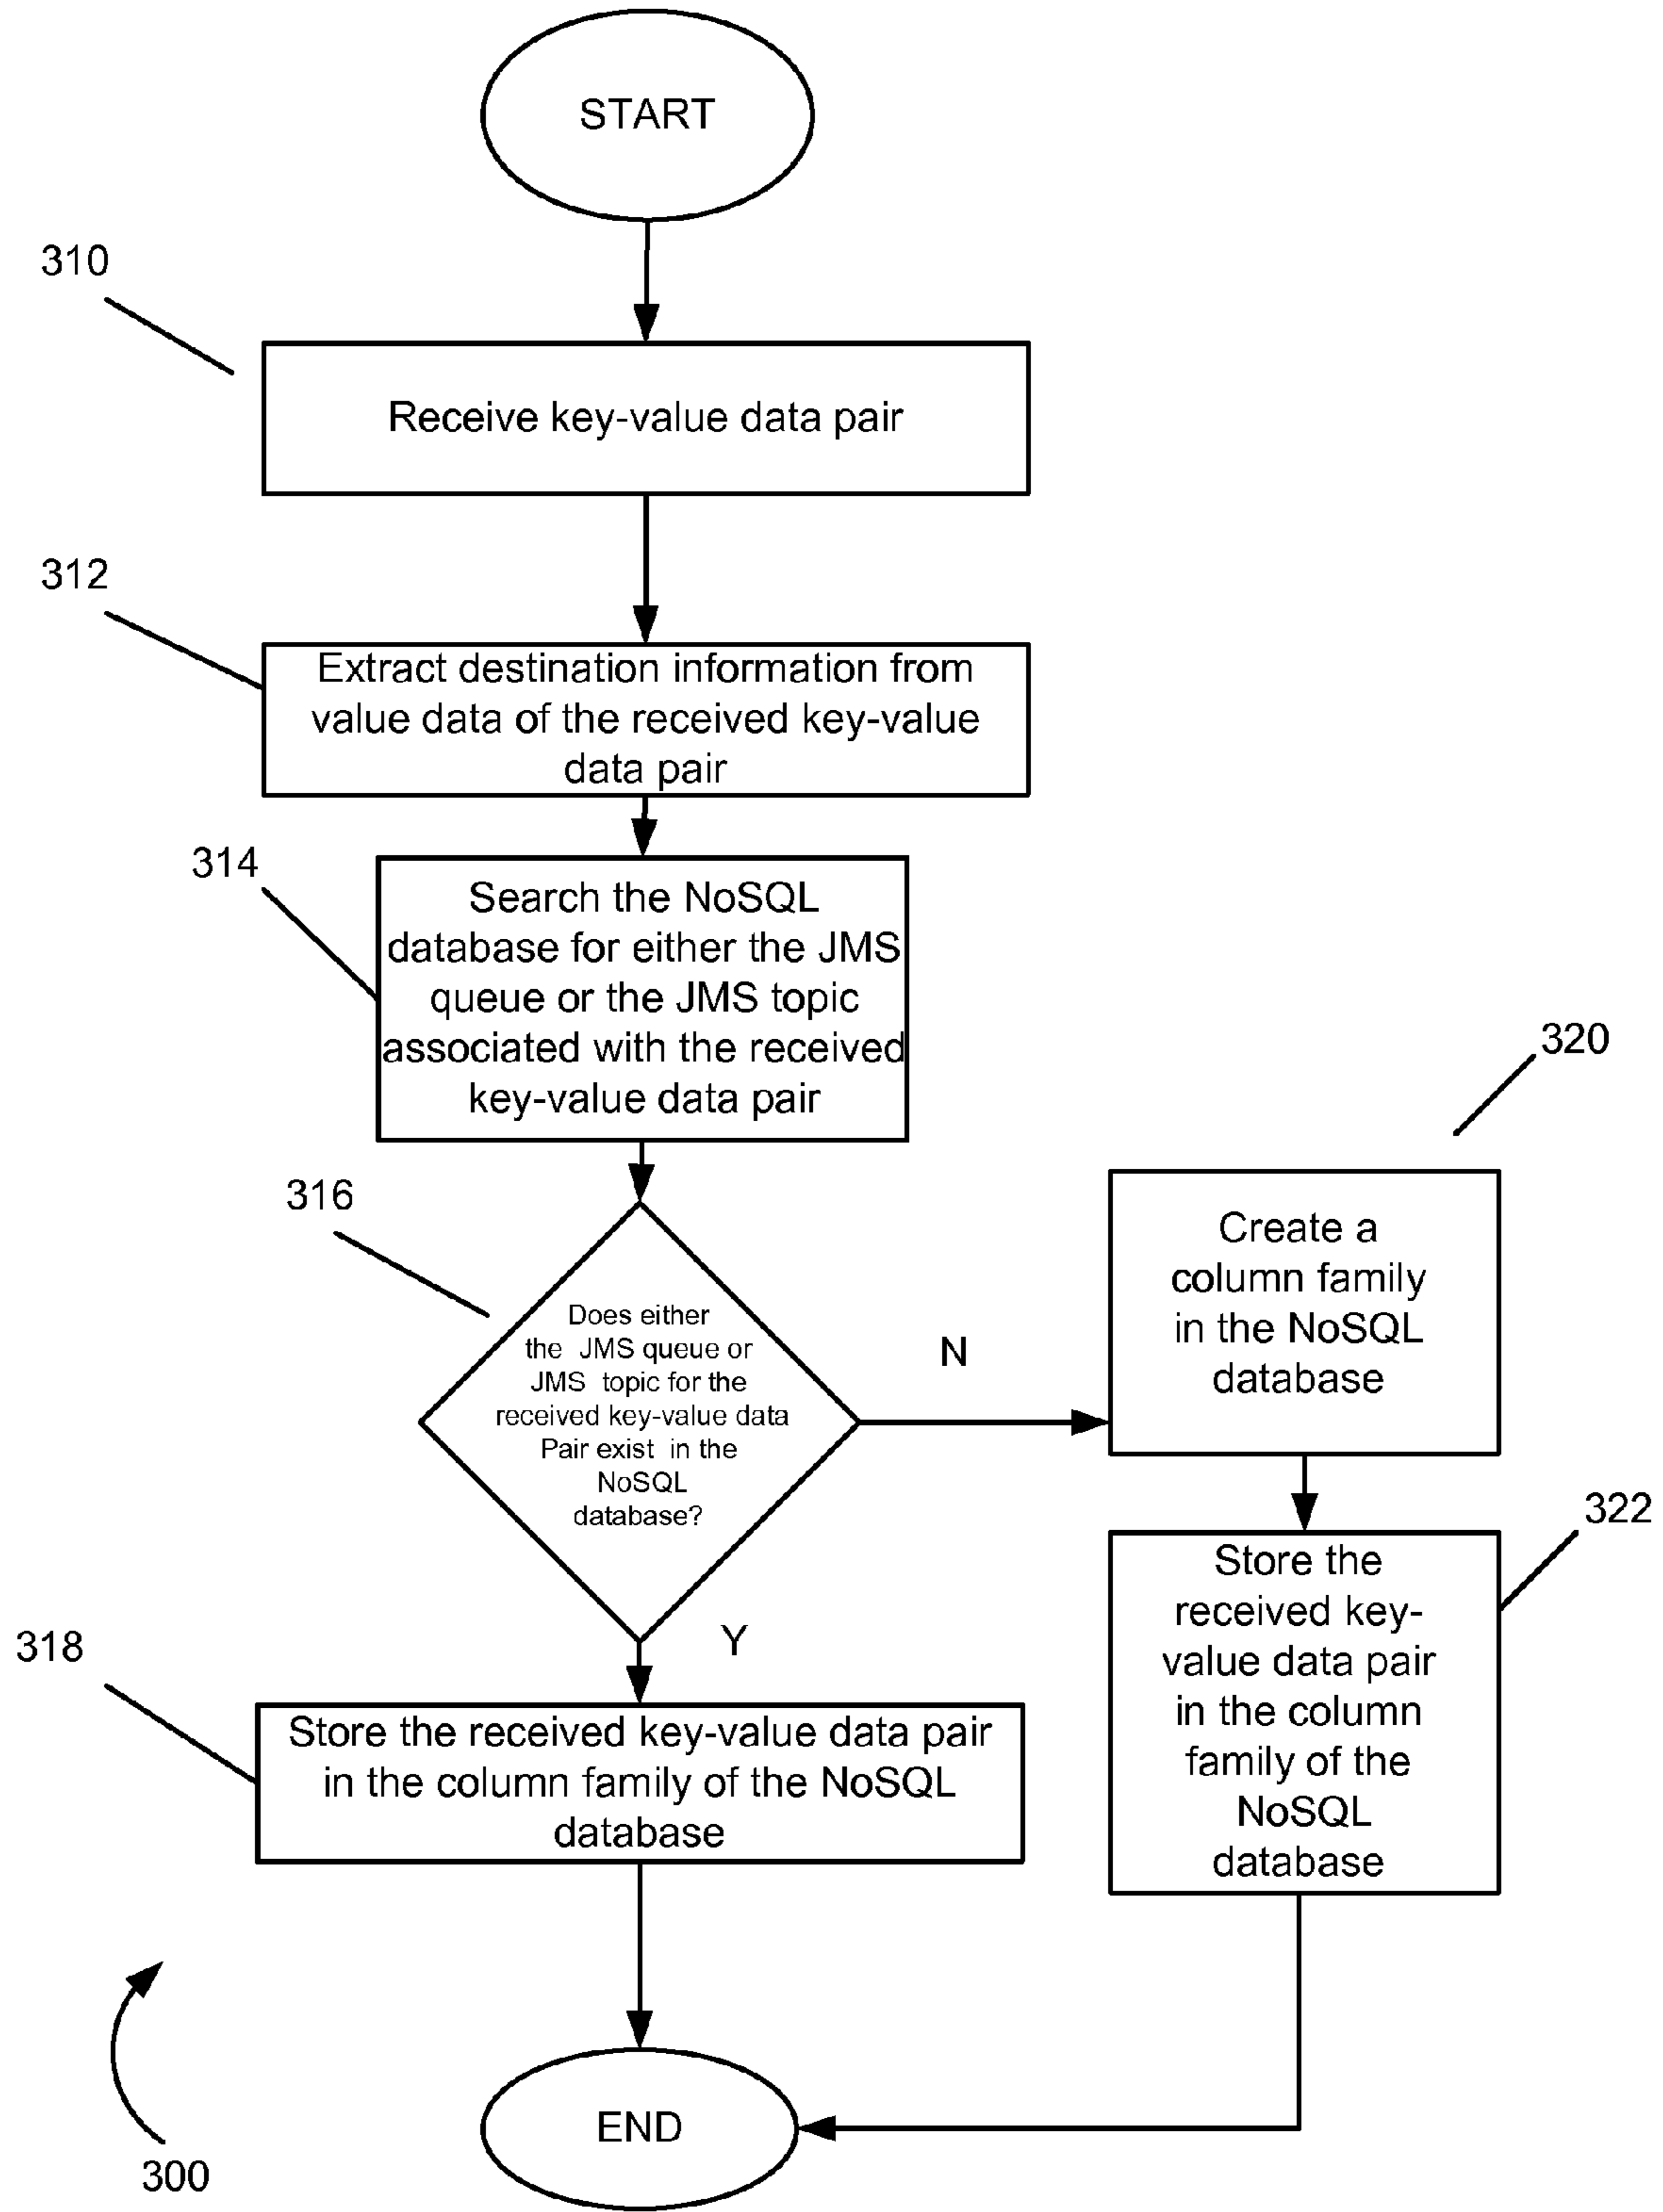 START
310
Receive key-value data pair
312
Extract destination information from
value data of the received key-value
data pair
314
Search the NoSQL
database for either the JMS
queue or the JMS topic
associated with the received
key-value data pair
316
Does either
the JMS queue or
JMS topic for the
received key-value data
Pair exist in the
NoSQL
database?
N
320
Create a
column family
in the NoSQL
database
322
Store the
received key-
value data pair
in the column
family of the
NoSQL
database
Y
318
Store the received key-value data pair
in the column family of the NoSQL
database
END
300